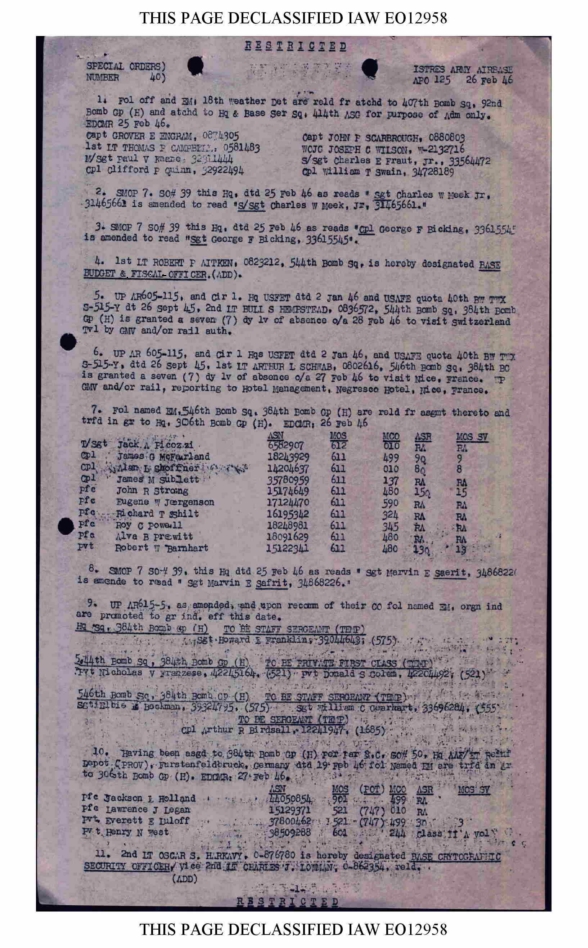 THIS PAGE DECLASSIFIED IAW EO12958
RESTRICTED
SPECIAL ORDERS) ISTRES ARMY AIRBASE
NUMBER 40) APO 125 26 Feb 46
1. Fol off and EM, 18th Weather Det are reld fr atchd to 407th Bomb Sq, 92nd
Bomb Gp (H) and atchd to Hq & Base Ser Sq, 414th ASG for purpose of Adm only.
EDCMR 25 Feb 46.
Capt GROVER E ENGRAM, 0874305 Capt JOHN P SCARBROUGH, 0880803
1st LT THOMAS F CAMPBELL, 0581483 WOJG JOSEPH C WILSON, W-2132716
M/Sgt Paul V 32311444 S/Sgt Charles E Fraut, Jr., 33564472
Cpl Clifford F Quinn, 32922494 Cpl William T Swain, 34728189
2. SMOP 7. SO# 39 this Hq, dtd 25 Feb 46 as reads " Sgt Charles W Meek Jr,
31465661 is amended to read "S/Sgt Charles W Meek, Jr, 31465661."
3. SMOP 7 SO# 39 this Hq, dtd 25 Feb 46 as reads "Cpl George F Bicking, 33615545
is amended to read "Sgt George F Bicking, 33615545".
4. 1st LT ROBERT P AITKEN, 0823212, 544th Bomb Sq, is hereby designated BASE
BUDGET & FISCAL OFFICER.(ADD).
5. UP AR605-115, and Cir 1. Hq USFET dtd 2 Jan 46 and USAFE quota 40th BW TWX
S-515-Y dt 26 Sept 45, 2nd LT BULL S HEMPSTEAD, 0836572, 544th Bomb Sq, 384th Bomb
Gp (H) is granted a seven (7) dy lv of absence o/a 28 Feb 46 to visit Switzerland
Tvl by GMV and/or rail auth.
6. UP AR 605-115, and Cir 1 Hqs USFET dtd 2 Jan 46, and USAFE quota 40th BW TWX
S-515-Y, dtd 26 Sept 45, 1st LT ARTHUR L SCHWAB, 0802616, 546th Bomb Sq, 384th BG
is granted a seven (7) dy lv of absence o/a 27 Feb 46 to visit Nice, France.
GMV and/or rail, reporting to Hotel Management, Negresco Hotel, Nice, France.
7. Fol named EM,546th Bomb Sq, 384th Bomb Gp (H) are reld fr asgmt thereto and
trfd in gr to Hq, 306th Bomb Gp (H). EDCMR: 26 Feb 46
ASN MOS MCO ASR MOS SV
T/Sgt Jack A Picozzi 6582907 612 010 RA RA
Cpl James G McFarland 18243929 611 499 9Q 9
Cpl Alan L Shoffner 14204637 611 010 8Q 8
Cpl James M Sublett 35780959 611 137 RA RA
Pfc John R Strong 15174649 611 480 15Q 15
Pfc Eugene W Juergenson 17124470 611 590 RA RA
Pfc Richard T Schilt 16195342 611 324 RA RA
Pfc Roy C Powell 18248981 611 345 RA RA
Pfc Alva B Prewitt 18091629 611 480 RA RA
Pvt Robert W Barnhart 15122341 611 480 13Q 13
8. SMOP 7 SO# 39, this Hq dtd 25 Feb 46 as reads " Sgt Marvin E Saerit, 34868226
is amende to read " Sgt Marvin E Safrit, 34868226."
9. UP AR615-5, as amended, and upon recomm of their CO fol named EM, orgn ind
are promoted to gr ind. eff this date.
Hq Sq, 384th Bomb Gp (H) TO BE STAFF SERGEANT (TEMP)
Sgt Howard E Franklin, 39044643, (575)
544th Bomb Sq, 384th Bomb Gp (H) TO BE PRIVATE FIRST CLASS (TEMP)
Pvt Nicholas V 42245164, (521) Pvt Donald S 42204492, (521)
546th Bomb Sq, 384th Bomb Gp (H) TO BE STAFF SERGEANT (TEMP)
Sgt Elbie M Bookman, 39324795, (575) Sgt William C Overhart, 33696284, (555)
TO BE SERGEANT (TEMP)
Cpl Arthur R Birdsall, 12241947, (1685)
10. Having been asgd to 384th Bomb Gp (H) per par SO# 50, Hq AAF/ET Reinf
Depot (PROV), Furstenfeldbruck, Germany dtd 19 Feb 46 fol Named EM are trfd in gr
to 306th Bomb Gp (H). EDCMR: 27 Feb 46.
ASN MOS (POT) MCO ASR MOS SV
Pfc Jackson L Holland 44050854 901 499 RA
Pfc Lawrence J Logan 15129371 521 (747) 010 RA
Pvt Everett E Luloff 37800462 521 (747) 499 3
Pvt Henry N West 38509288 601 244 Class II A vol
11. 2nd LT OSCAR S. HARKAVY, 0-876780 is hereby designated BASE CRYTOGRAPHIC
SECURITY OFFICER, vice 2nd LT CHARLES J. LOWMAN, 0-862354, reld.
(ADD)
-1-
RESTRICTED
THIS PAGE DECLASSIFIED IAW EO12958